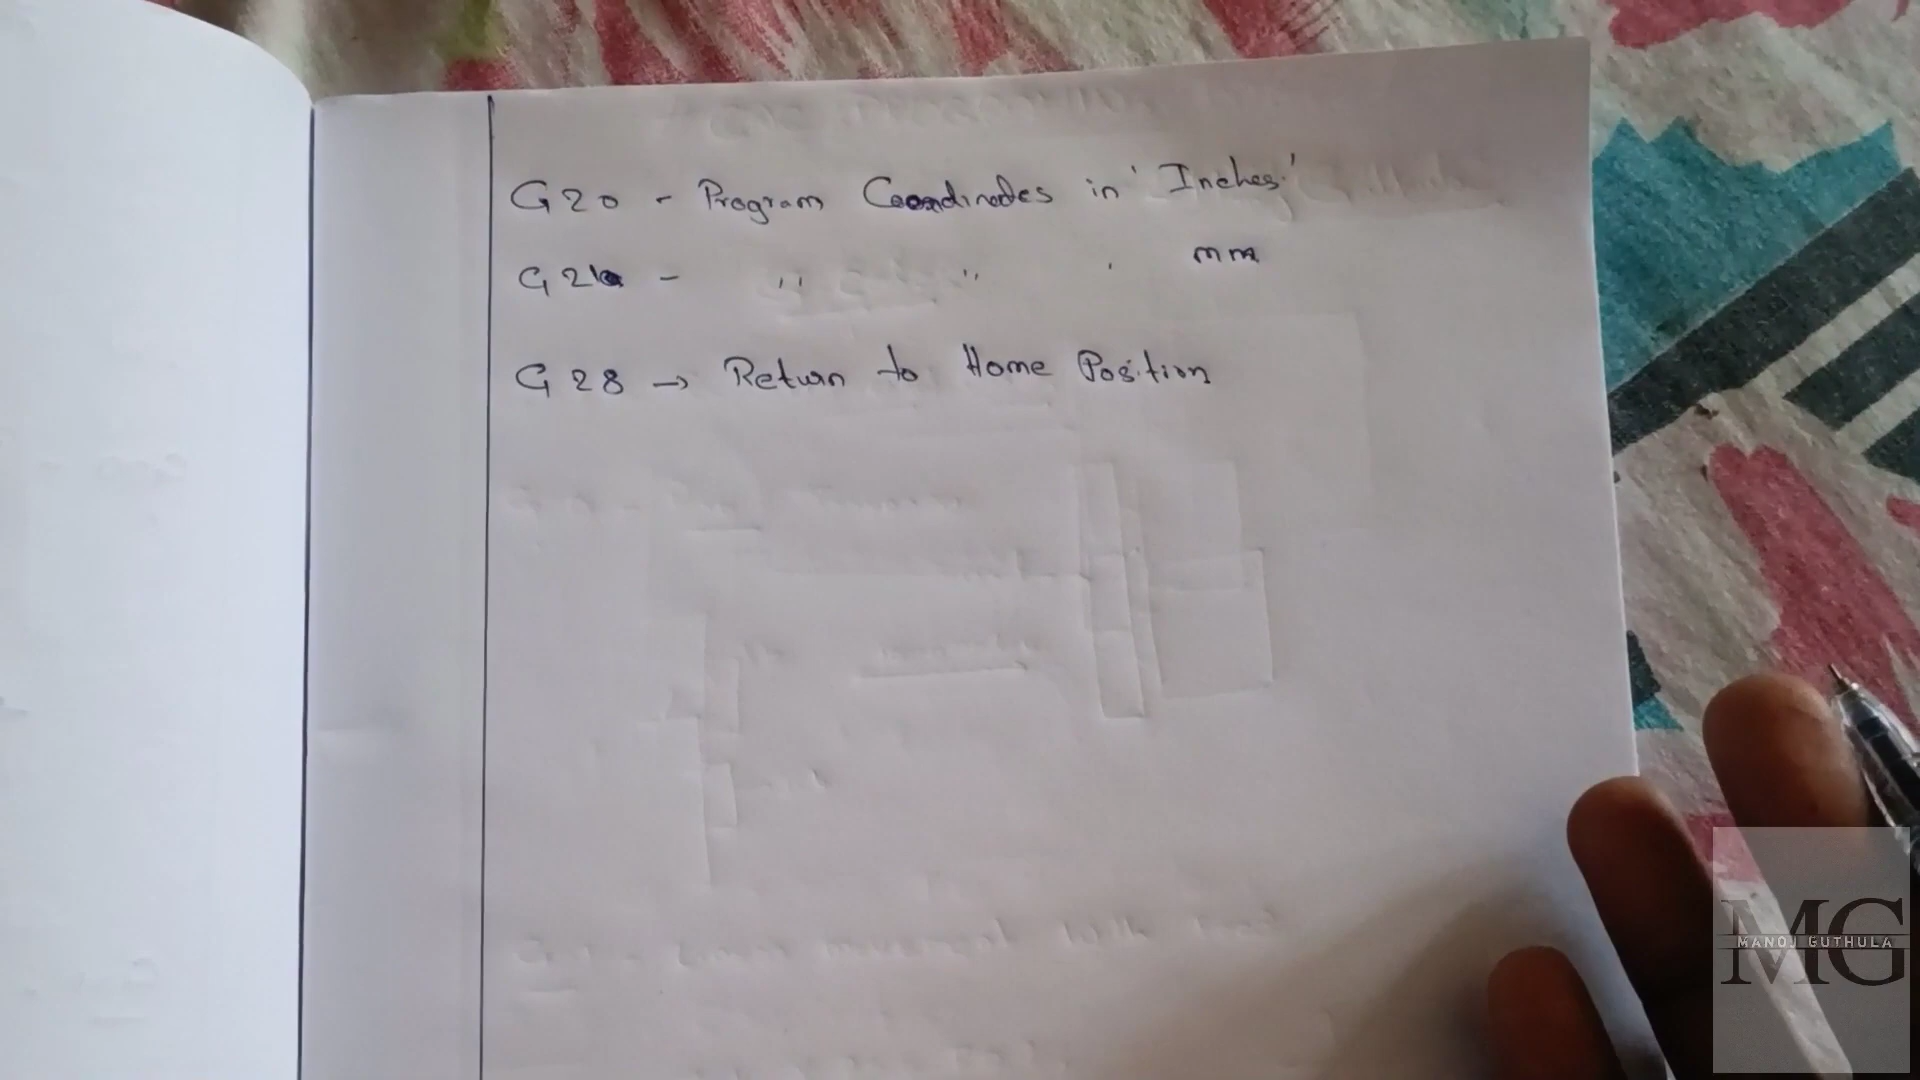 G20 - Program Coordinates in 'Inches.'
G21 - " " ' mm
G28 → Return to Home Position
MG
MANOJ GUTHULA